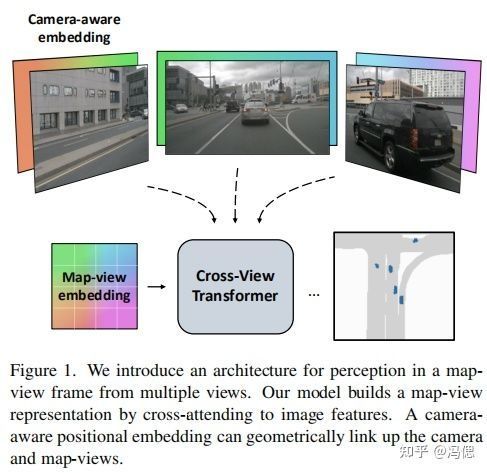 Camera-aware
embedding
Map-view
embedding
Cross-View
Transformer
...
Figure 1. We introduce an architecture for perception in a map-
view frame from multiple views. Our model builds a map-view
representation by cross-attending to image features. A camera-
aware positional embedding can geometrically link up the camera
and map-views.
知乎 @冯偲